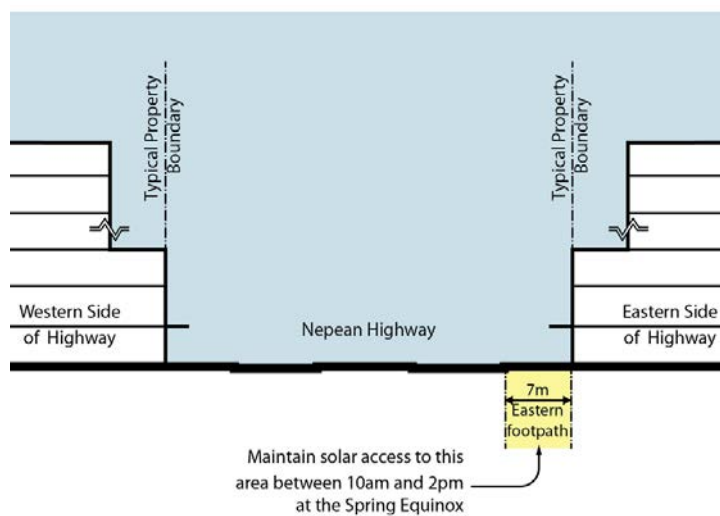 Typical Property
Boundary
Typical Property
Boundary
Western Side
of Highway
Nepean Highway
Eastern Side
of Highway
7m
Eastern
footpath
Maintain solar access to this
area between 10am and 2pm
at the Spring Equinox